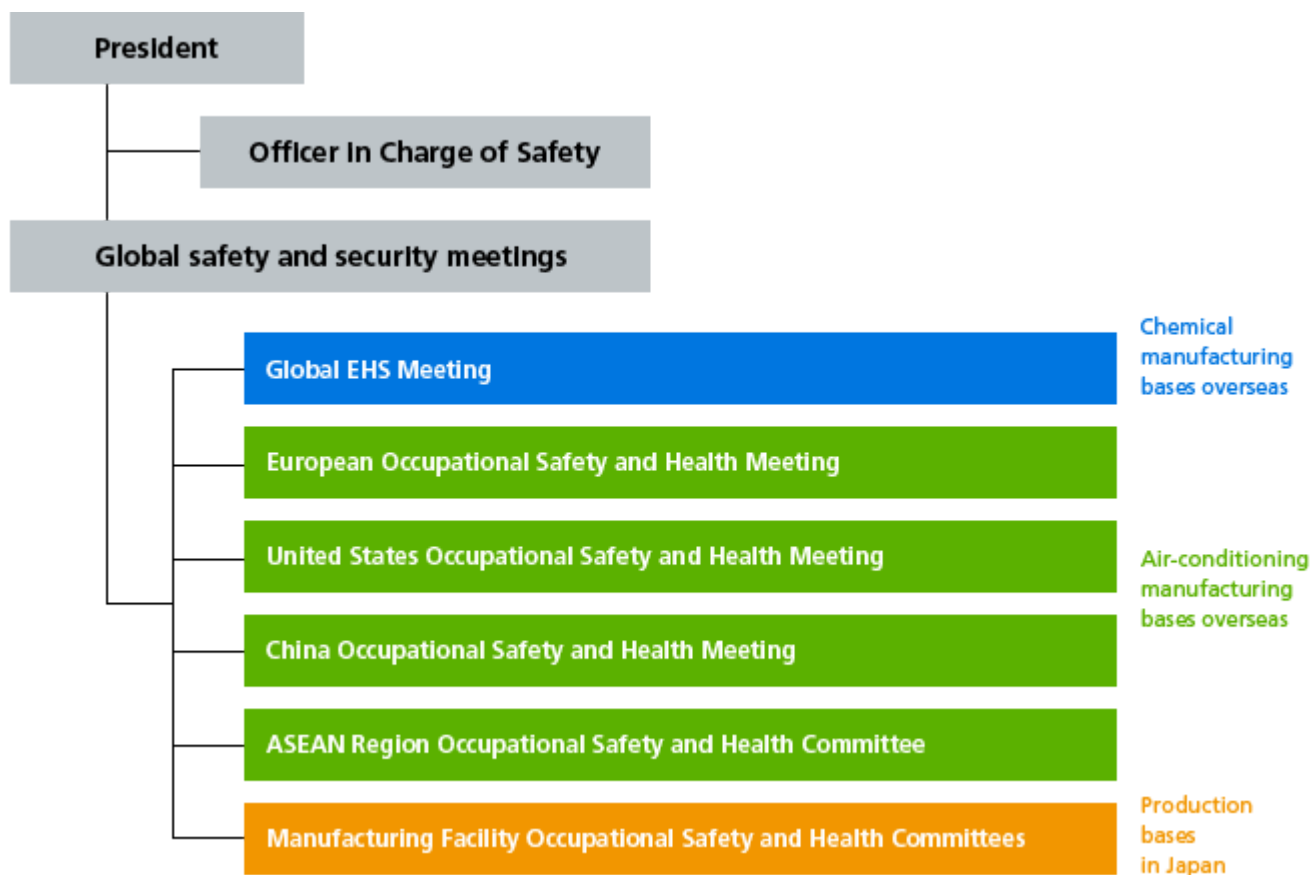 President
Officer in Charge of Safety
Global safety and security meetings
Global EHS Meeting
Chemical
manufacturing
bases overseas
European Occupational Safety and Health Meeting
United States Occupational Safety and Health Meeting
China Occupational Safety and Health Meeting
ASEAN Region Occupational Safety and Health Committee
Air-conditioning
manufacturing
bases overseas
Manufacturing Facility Occupational Safety and Health Committees
Production
bases
in Japan